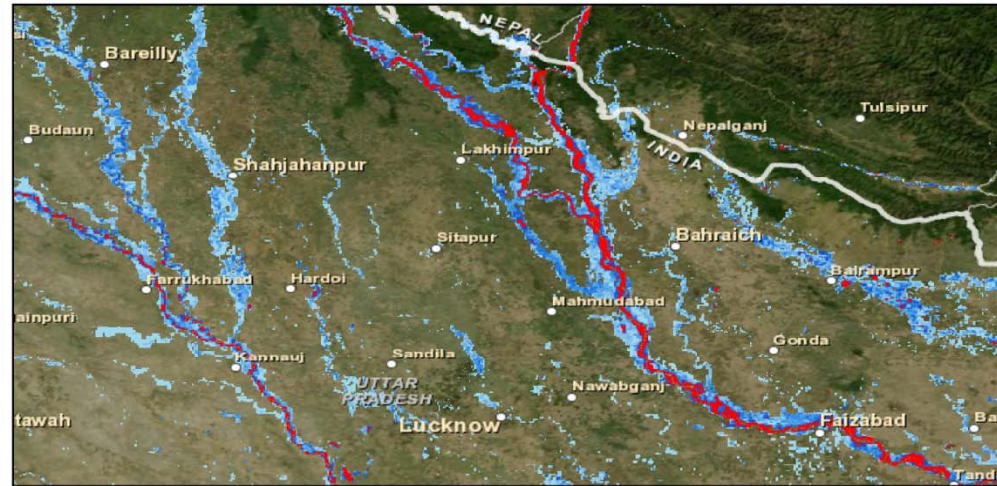 NEPAL
Bareilly
Tulsipur
Budaun
Nepalganj
INDIA
Lakhimpur
Shahjahanpur
Sitapur
Bahraich
Farrukhabad
Hardoi
Balrampur
Mahmudabad
ainpuri
Gonda
Kannauj
Sandila
UTTAR
PRADESH
Nawabganj
tawah
Lucknow
Faizabad
Ba
Tand